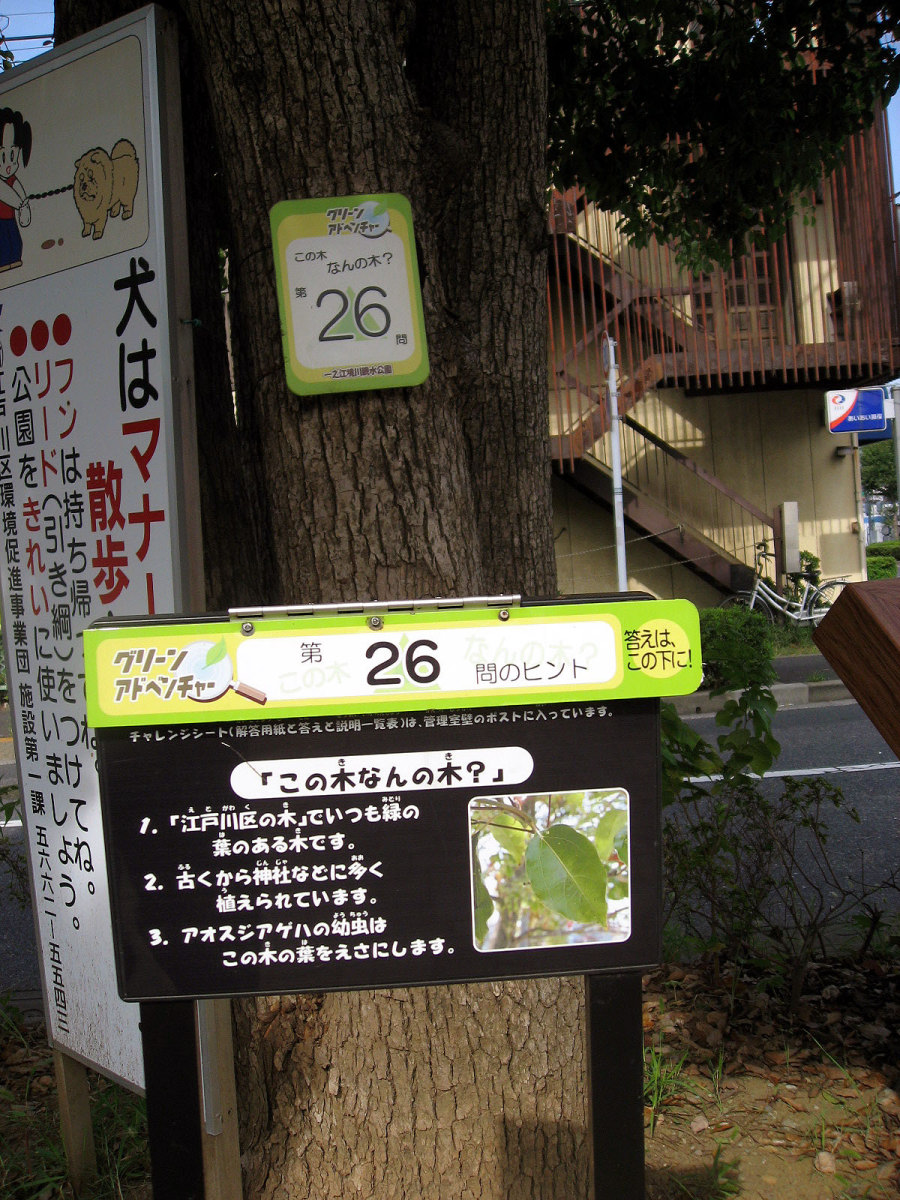 犬はマナー
散歩
●フンは持ち帰ってね。
●リード(引き綱)をつけてね。
●公園をきれいに使いましょう。
江戸川区環境促進事業団 施設第一課 五六六二ー五五四三
グリーン
アドベンチャー
この木
なんの木?
第
26
問
一之江境川親水公園
グリーン
アドベンチャー
第
26
問のヒント
答えは、
この下に!
チャレンジシート(解答用紙と答えと説明一覧表)は、管理室壁のポストに入っています。
「この木なんの木?」
1. 「江戸川区の木」でいつも緑の
葉のある木です。
2. 古くから神社などに多く
植えられています。
3. アオスジアゲハの幼虫は
この木の葉をえさにします。
あいおい損保